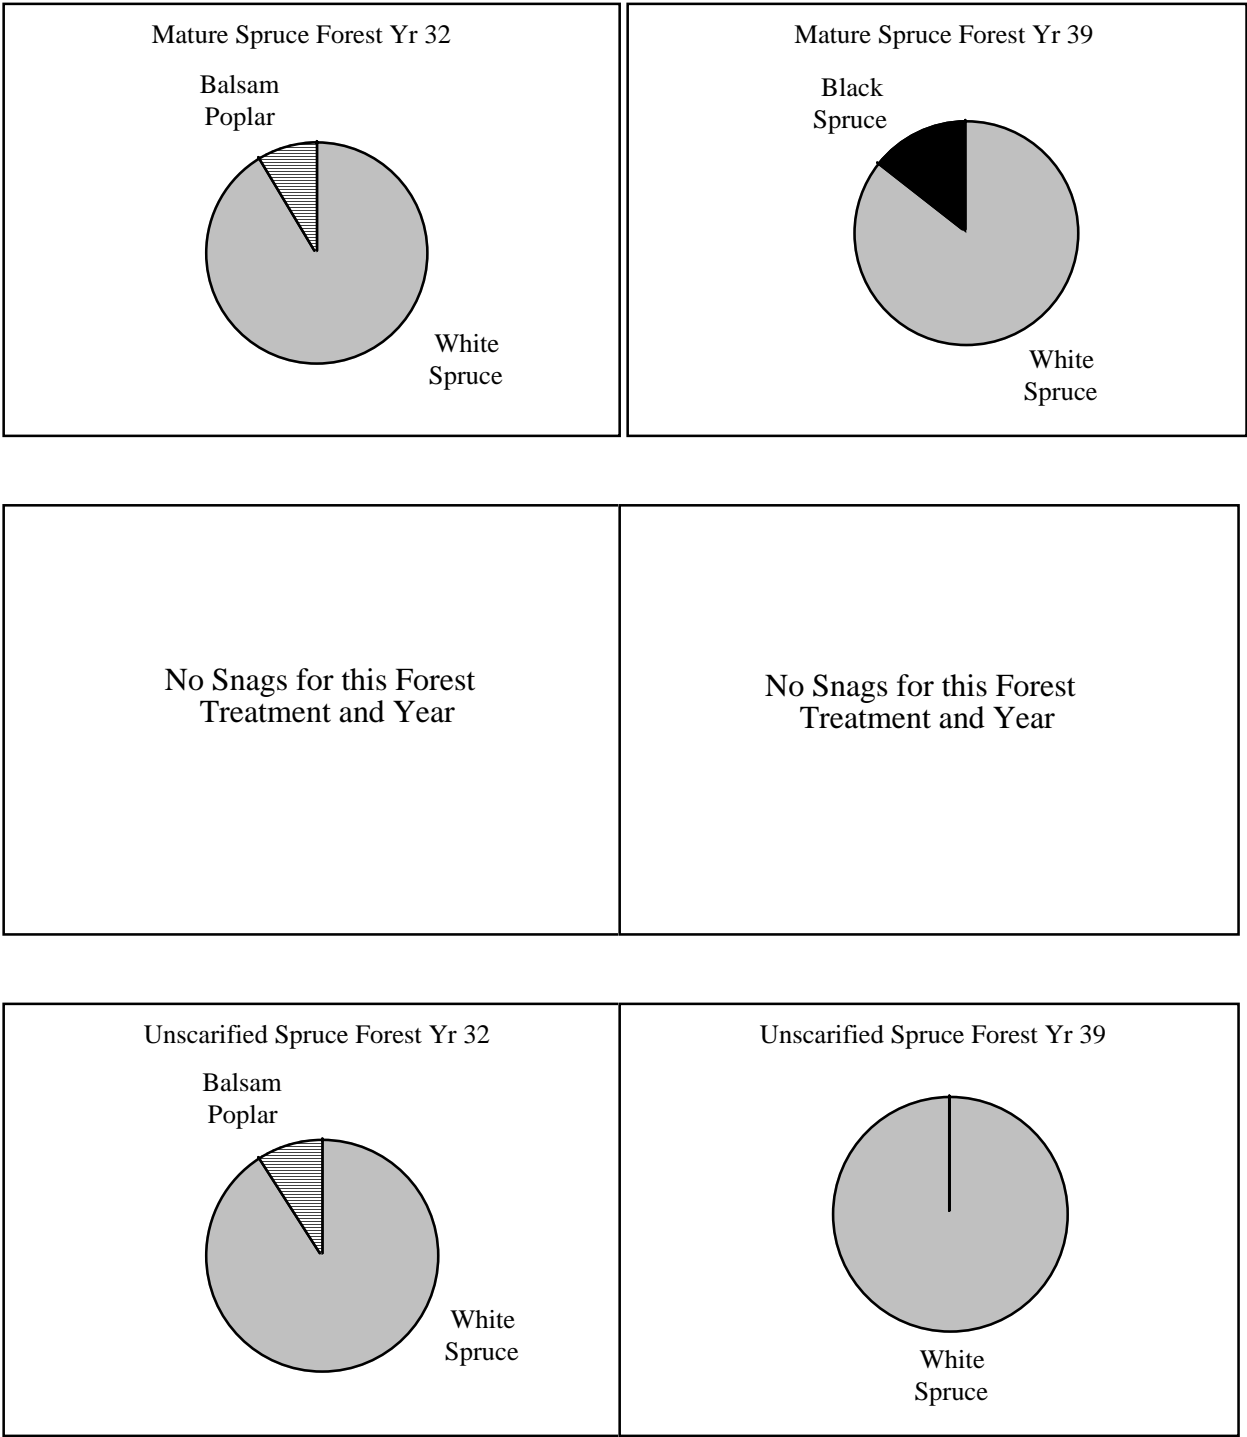 Mature Spruce Forest Yr 32
Balsam
Poplar
White
Spruce
Mature Spruce Forest Yr 39
Black
Spruce
White
Spruce
No Snags for this Forest
Treatment and Year
No Snags for this Forest
Treatment and Year
Unscarified Spruce Forest Yr 32
Balsam
Poplar
White
Spruce
Unscarified Spruce Forest Yr 39
White
Spruce